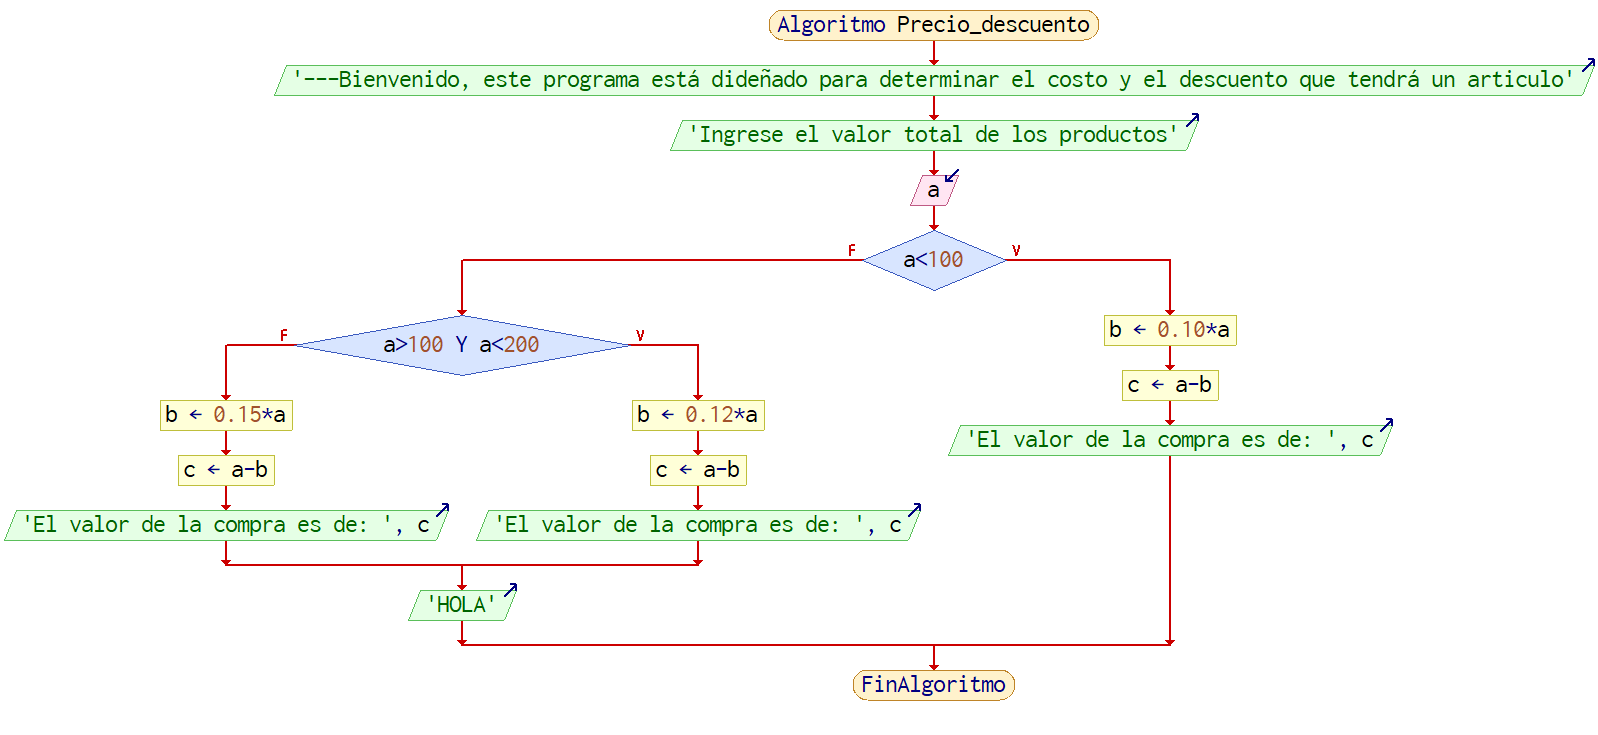 Algoritmo Precio_descuento
'---Bienvenido, este programa está dideñado para determinar el costo y el descuento que tendrá un articulo'
'Ingrese el valor total de los productos'
a
F
a<100
V
F
a>100 Y a<200
V
b ← 0.10*a
c ← a-b
'El valor de la compra es de: ', c
b ← 0.15*a
b ← 0.12*a
c ← a-b
c ← a-b
'El valor de la compra es de: ', c
'El valor de la compra es de: ', c
'HOLA'
FinAlgoritmo